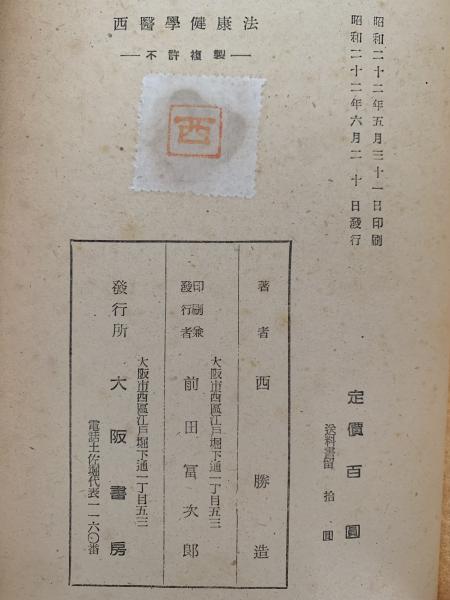 法康健學醫西
製複許不
西
昭和二十二年五月三十一日印刷
昭和二十二年六月二十日發行
定價百圓
送料書留 拾圓
著者 西勝造
大阪市西區江戸堀下通一丁目五三
印刷兼發行者 前田冨次郎
大阪市西區江戸堀下通一丁目五三
發行所 大阪書房
電話土佐堀代表一一六〇番